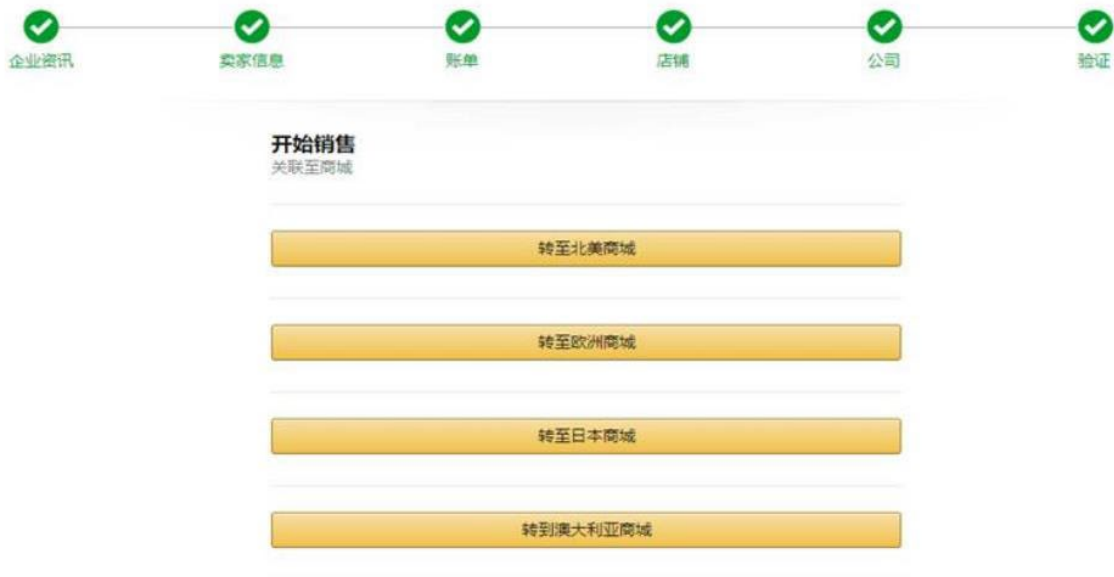 企业资讯 卖家信息 账单 店铺 公司 验证
开始销售
关联至商城
转至北美商城
转至欧洲商城
转至日本商城
转到澳大利亚商城